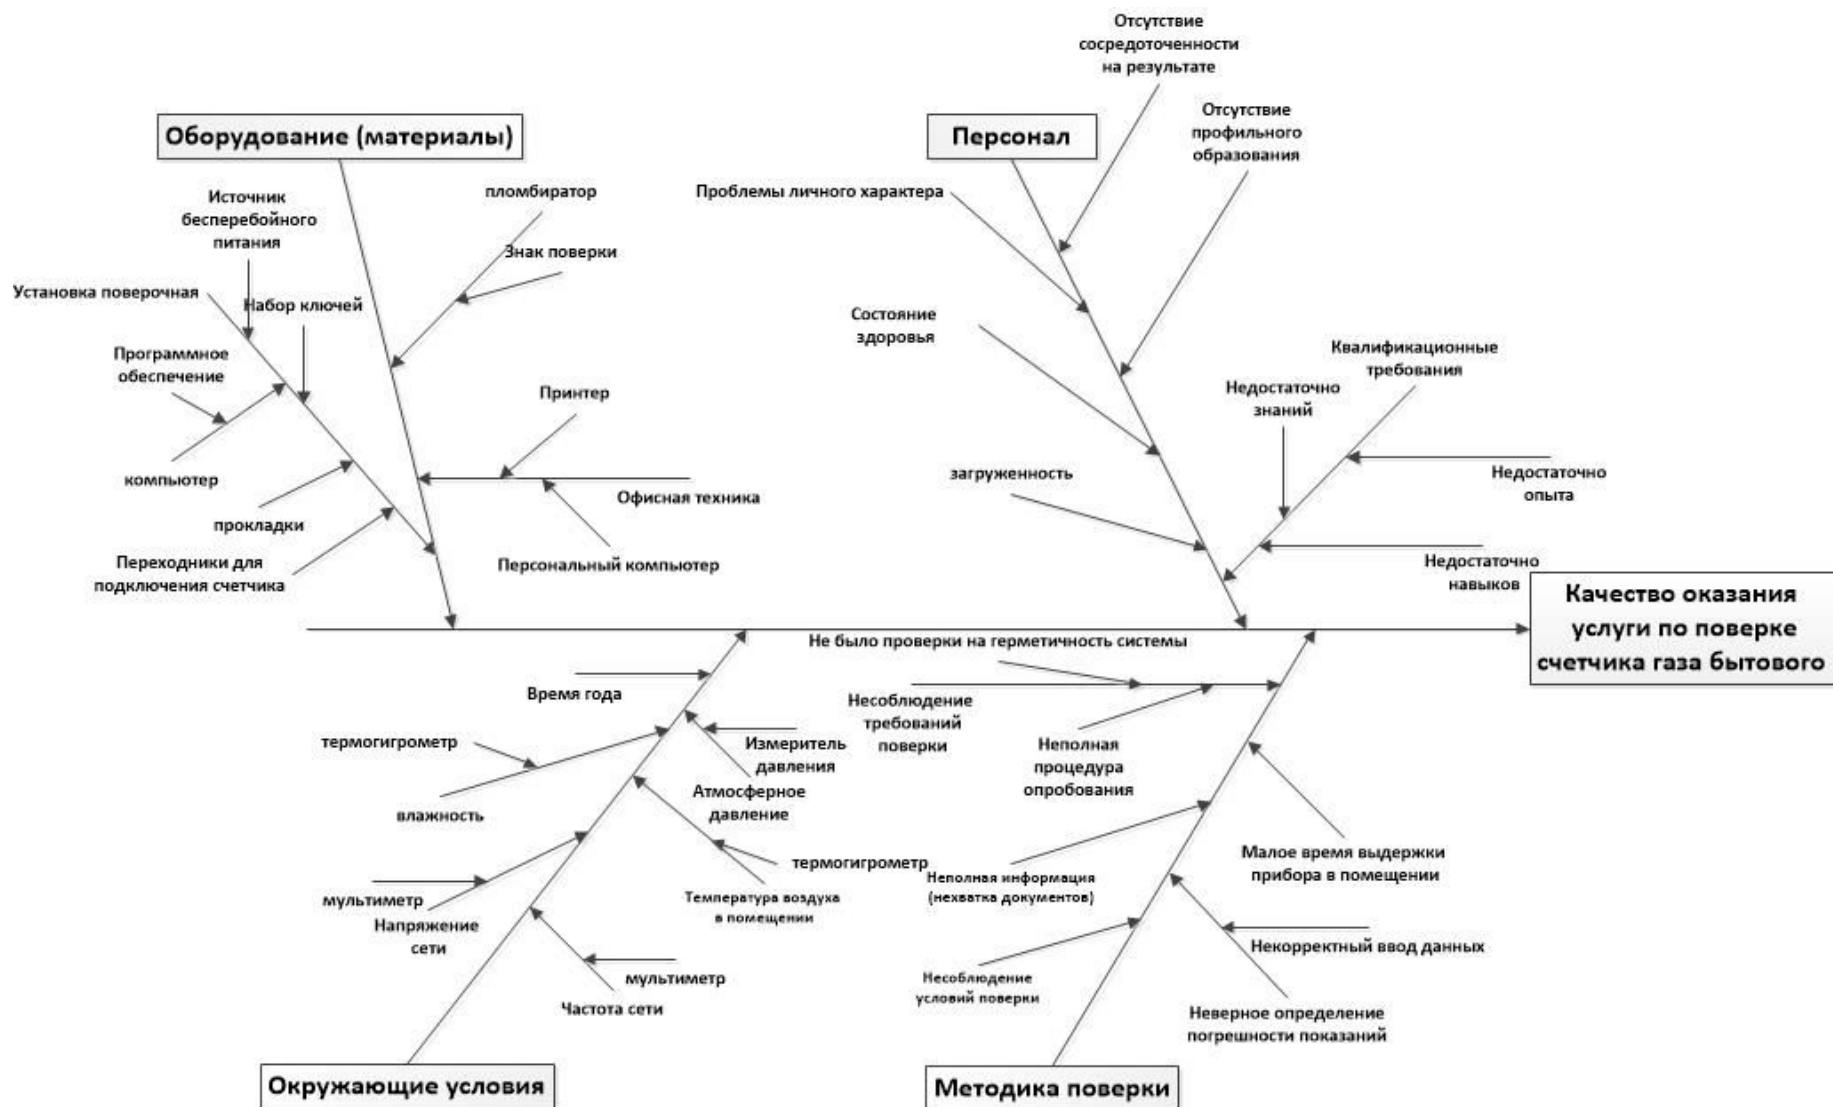 Отсутствие
сосредоточенности
на результате
Оборудование (материалы)
Персонал
Отсутствие
профильного
образования
Источник
бесперебойного
питания
пломбиратор
Проблемы личного характера
Знак поверки
Установка поверочная
Набор ключей
Состояние
здоровья
Программное
обеспечение
Квалификационные
требования
Принтер
Недостаточно
знаний
компьютер
Офисная техника
загруженность
Недостаточно
опыта
прокладки
Переходники для
подключения счетчика
Персональный компьютер
Недостаточно
навыков
Качество оказания
услуги по поверке
счетчика газа бытового
Не было проверки на герметичность системы
Время года
Несоблюдение
требований
поверки
термогигрометр
Измеритель
давления
Неполная
процедура
опробования
влажность
Атмосферное
давление
термогигрометр
Малое время выдержки
прибора в помещении
мультиметр
Напряжение
сети
Температура воздуха
в помещении
Неполная информация
(нехватка документов)
Некорректный ввод данных
мультиметр
Частота сети
Несоблюдение
условий поверки
Неверное определение
погрешности показаний
Окружающие условия
Методика поверки